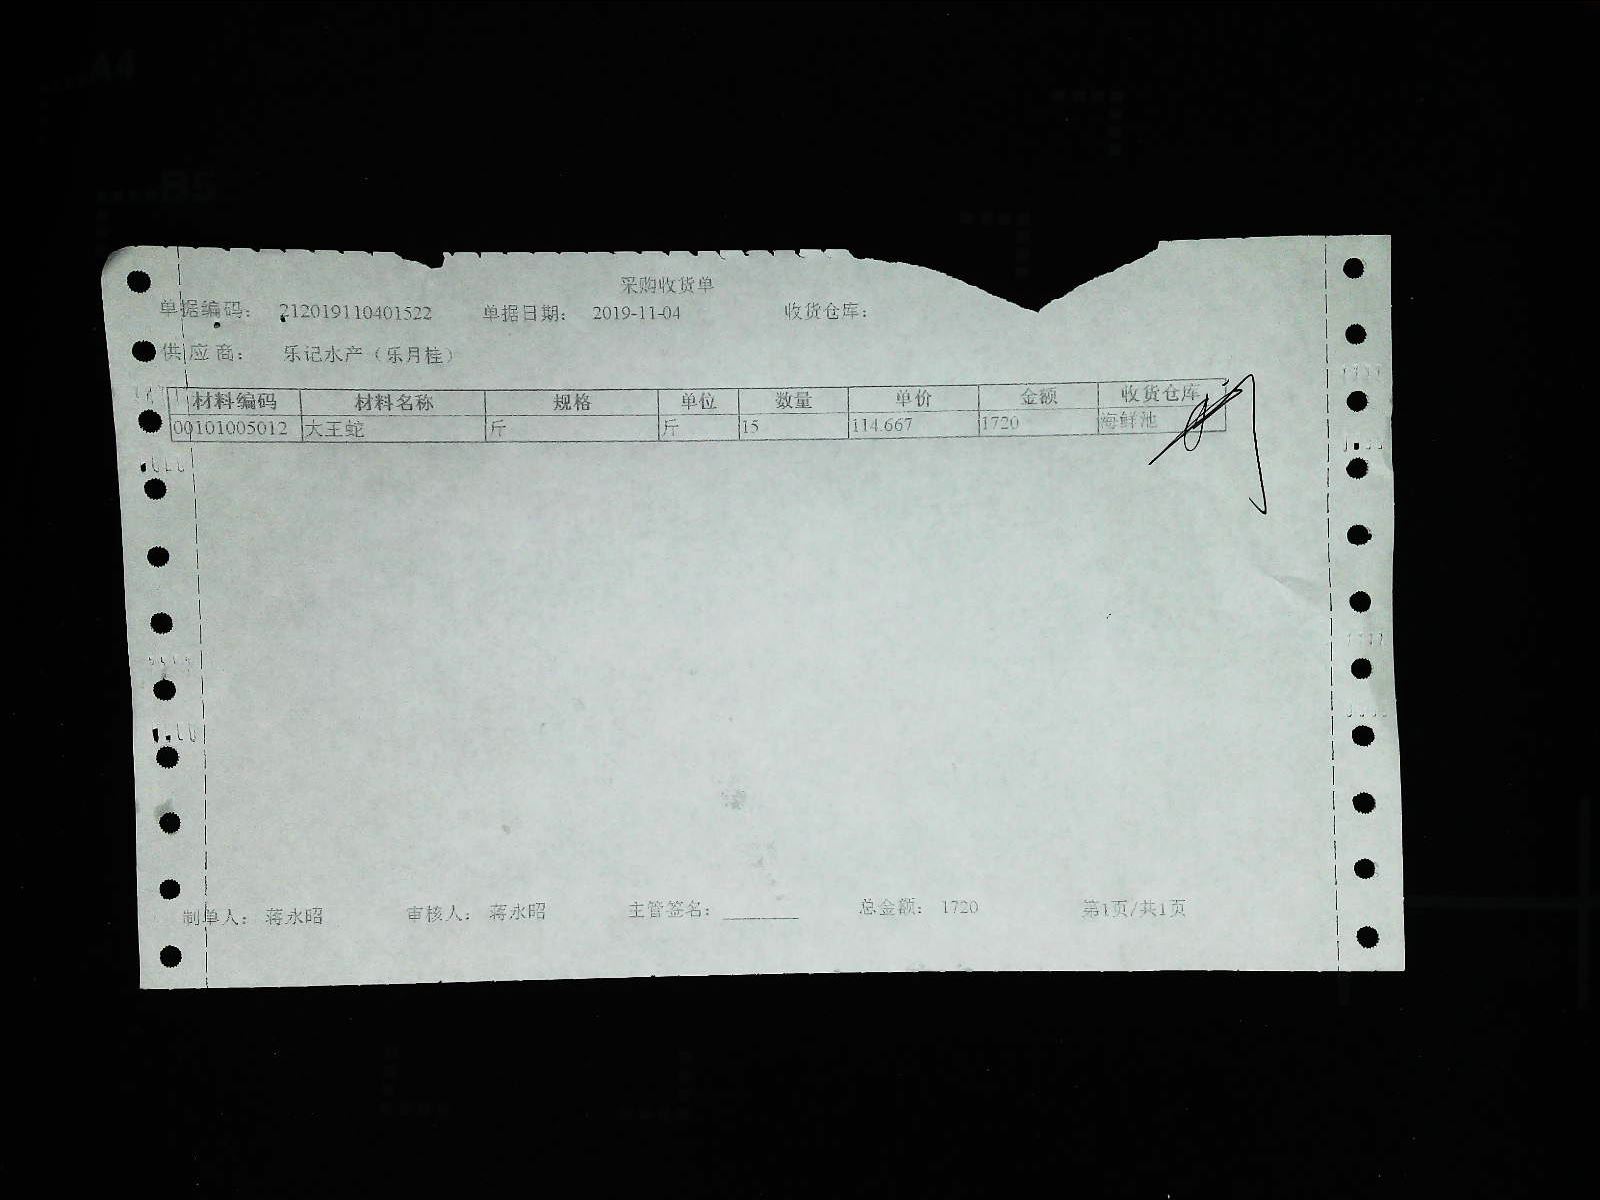 采购收货单
单据编码： 212019110401522 单据日期： 2019-11-04 收货仓库：
供应商： 乐记水产（乐月桂）
材料编码 材料名称 规格 单位 数量 单价 金额 收货仓库
00101005012 大王蛇 斤 斤 15 114.667 1720 海鲜池
制单人： 蒋永昭 审核人： 蒋永昭 主管签名： 总金额： 1720 第1页/共1页